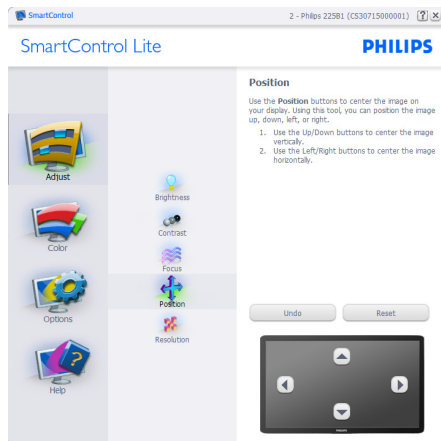 SmartControl
2 - Philips 225B1 (CS30715000001)
SmartControl Lite
PHILIPS
Adjust
Color
Options
Help
Brightness
Contrast
Focus
Position
Resolution
Position
Use the Position buttons to center the image on
your display. Using this tool, you can position the image
up, down, left, or right.
1. Use the Up/Down buttons to center the image
vertically.
2. Use the Left/Right buttons to center the image
horizontally.
Undo
Reset
PHILIPS